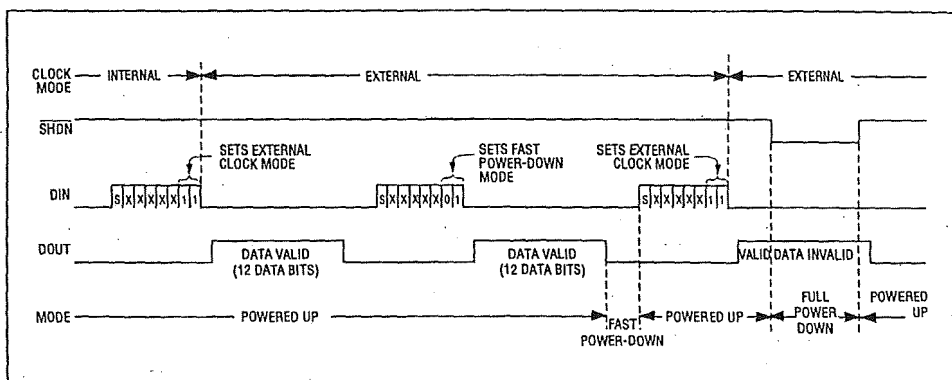 CLOCK MODE
INTERNAL
EXTERNAL
EXTERNAL
SHDN
SETS EXTERNAL CLOCK MODE
SETS FAST POWER-DOWN MODE
SETS EXTERNAL CLOCK MODE
DIN
S X X X X X 1 1
S X X X X X 0 1
S X X X X X 1 1
DOUT
DATA VALID (12 DATA BITS)
DATA VALID (12 DATA BITS)
VALID DATA INVALID
MODE
POWERED UP
FAST POWER-DOWN
POWERED UP
FULL POWER DOWN
POWERED UP